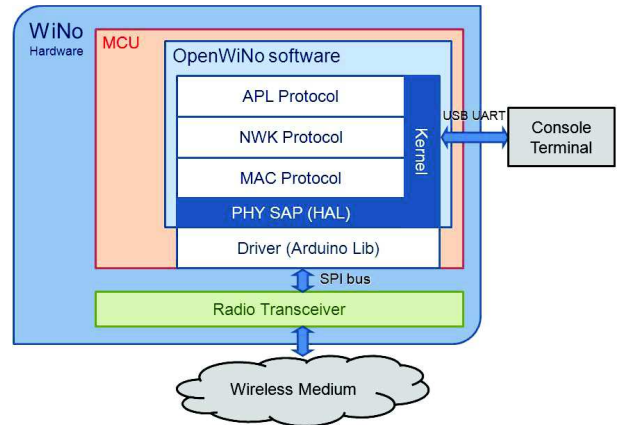 WiNo
Hardware
MCU
OpenWiNo software
APL Protocol
NWK Protocol
MAC Protocol
PHY SAP (HAL)
Kernel
Driver (Arduino Lib)
USB UART
Console
Terminal
SPI bus
Radio Transceiver
Wireless Medium